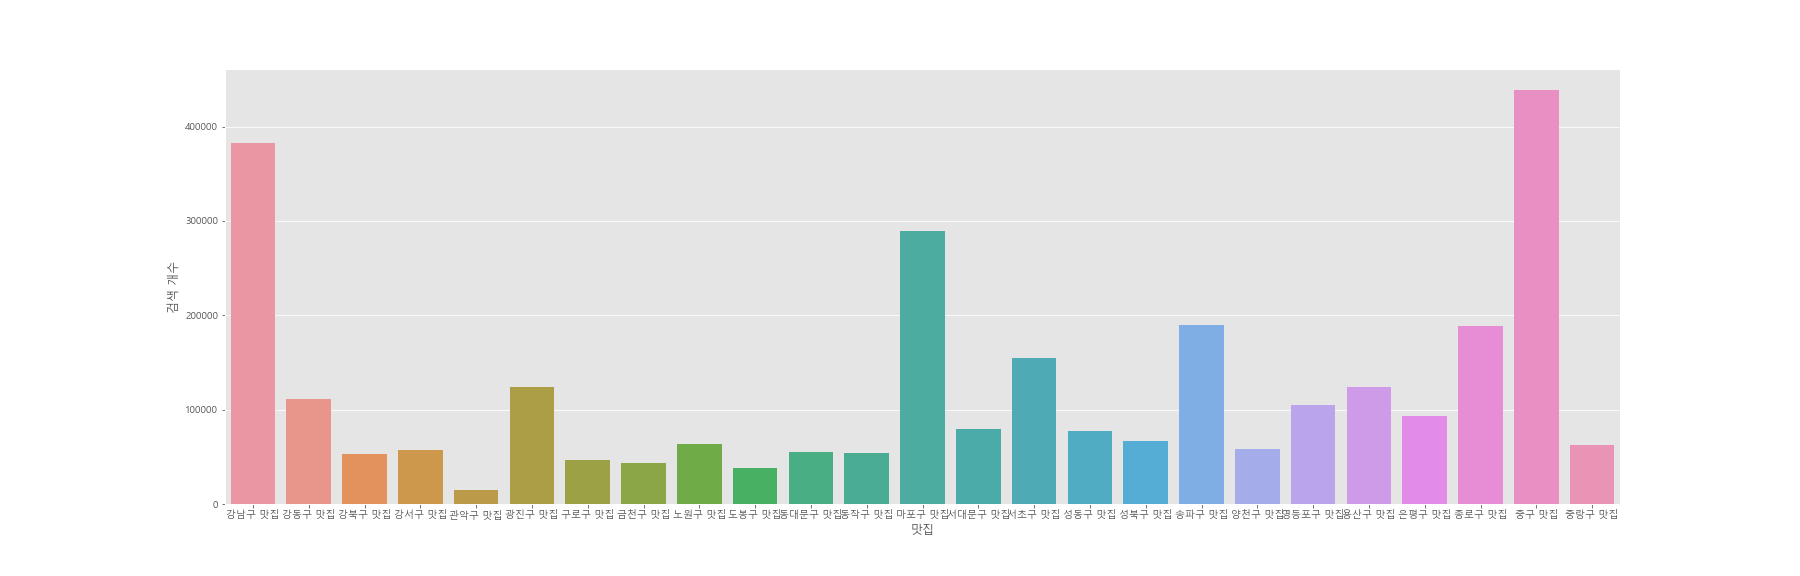 400000
300000
200000
100000
0
검색 개수
강남구 맛집 강동구 맛집 강북구 맛집 강서구 맛집 관악구 맛집 광진구 맛집 구로구 맛집 금천구 맛집 노원구 맛집 도봉구 맛집 동대문구 맛집 동작구 맛집 마포구 맛집 서대문구 맛집 서초구 맛집 성동구 맛집 성북구 맛집 송파구 맛집 양천구 맛집 영등포구 맛집 용산구 맛집 은평구 맛집 종로구 맛집 중구 맛집 중랑구 맛집
맛집